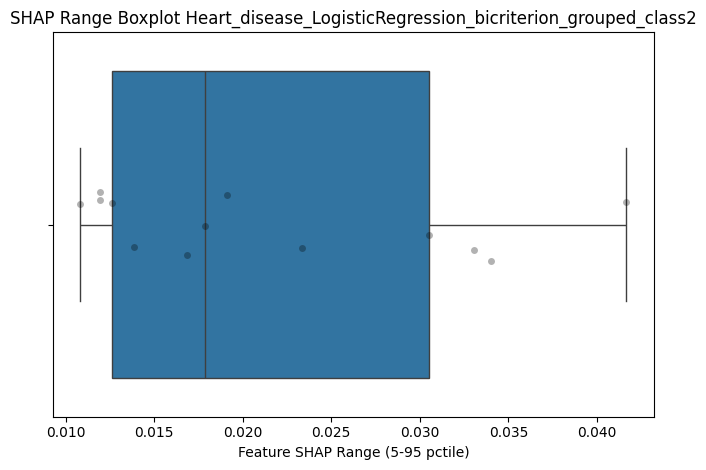 SHAP Range Boxplot Heart_disease_LogisticRegression_bicriterion_grouped_class2
0.010 0.015 0.020 0.025 0.030 0.035 0.040
Feature SHAP Range (5-95 pctile)